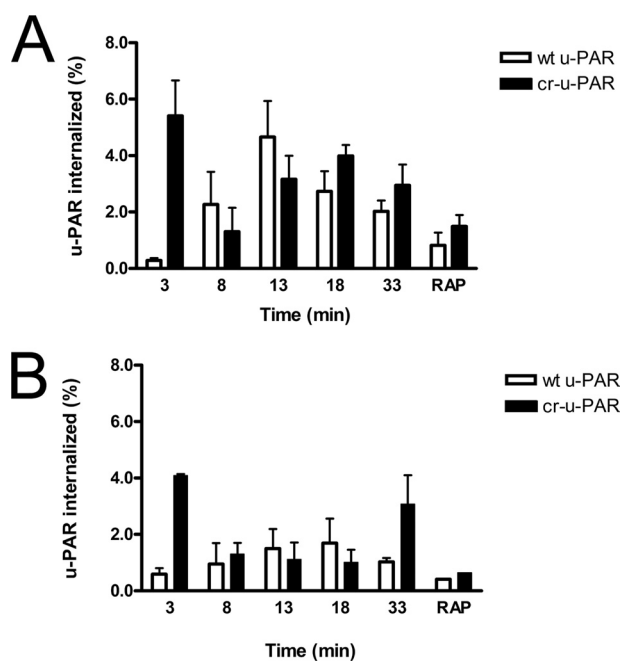 A
8.0
6.0
4.0
2.0
0.0
u-PAR internalized (%)
wt u-PAR
cr-u-PAR
3 8 13 18 33 RAP
Time (min)
B
8.0
6.0
4.0
2.0
0.0
u-PAR internalized (%)
wt u-PAR
cr-u-PAR
3 8 13 18 33 RAP
Time (min)